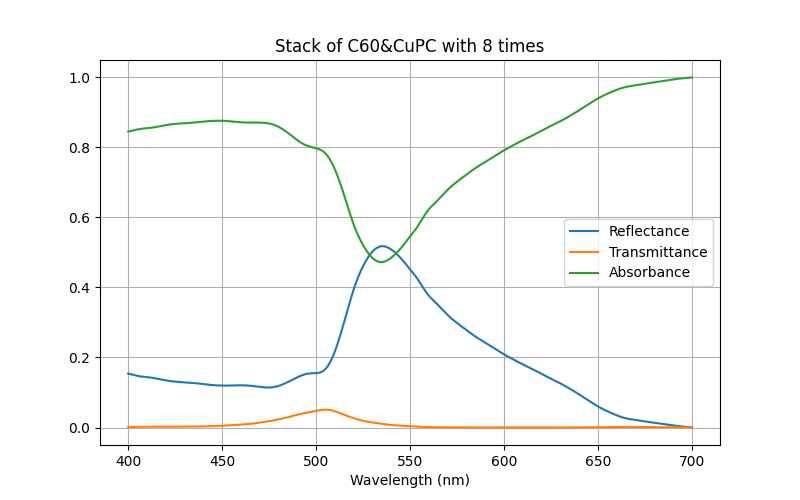 Stack of C60&CuPC with 8 times
1.0
0.8
0.6
0.4
0.2
0.0
Reflectance
Transmittance
Absorbance
400 450 500 550 600 650 700
Wavelength (nm)